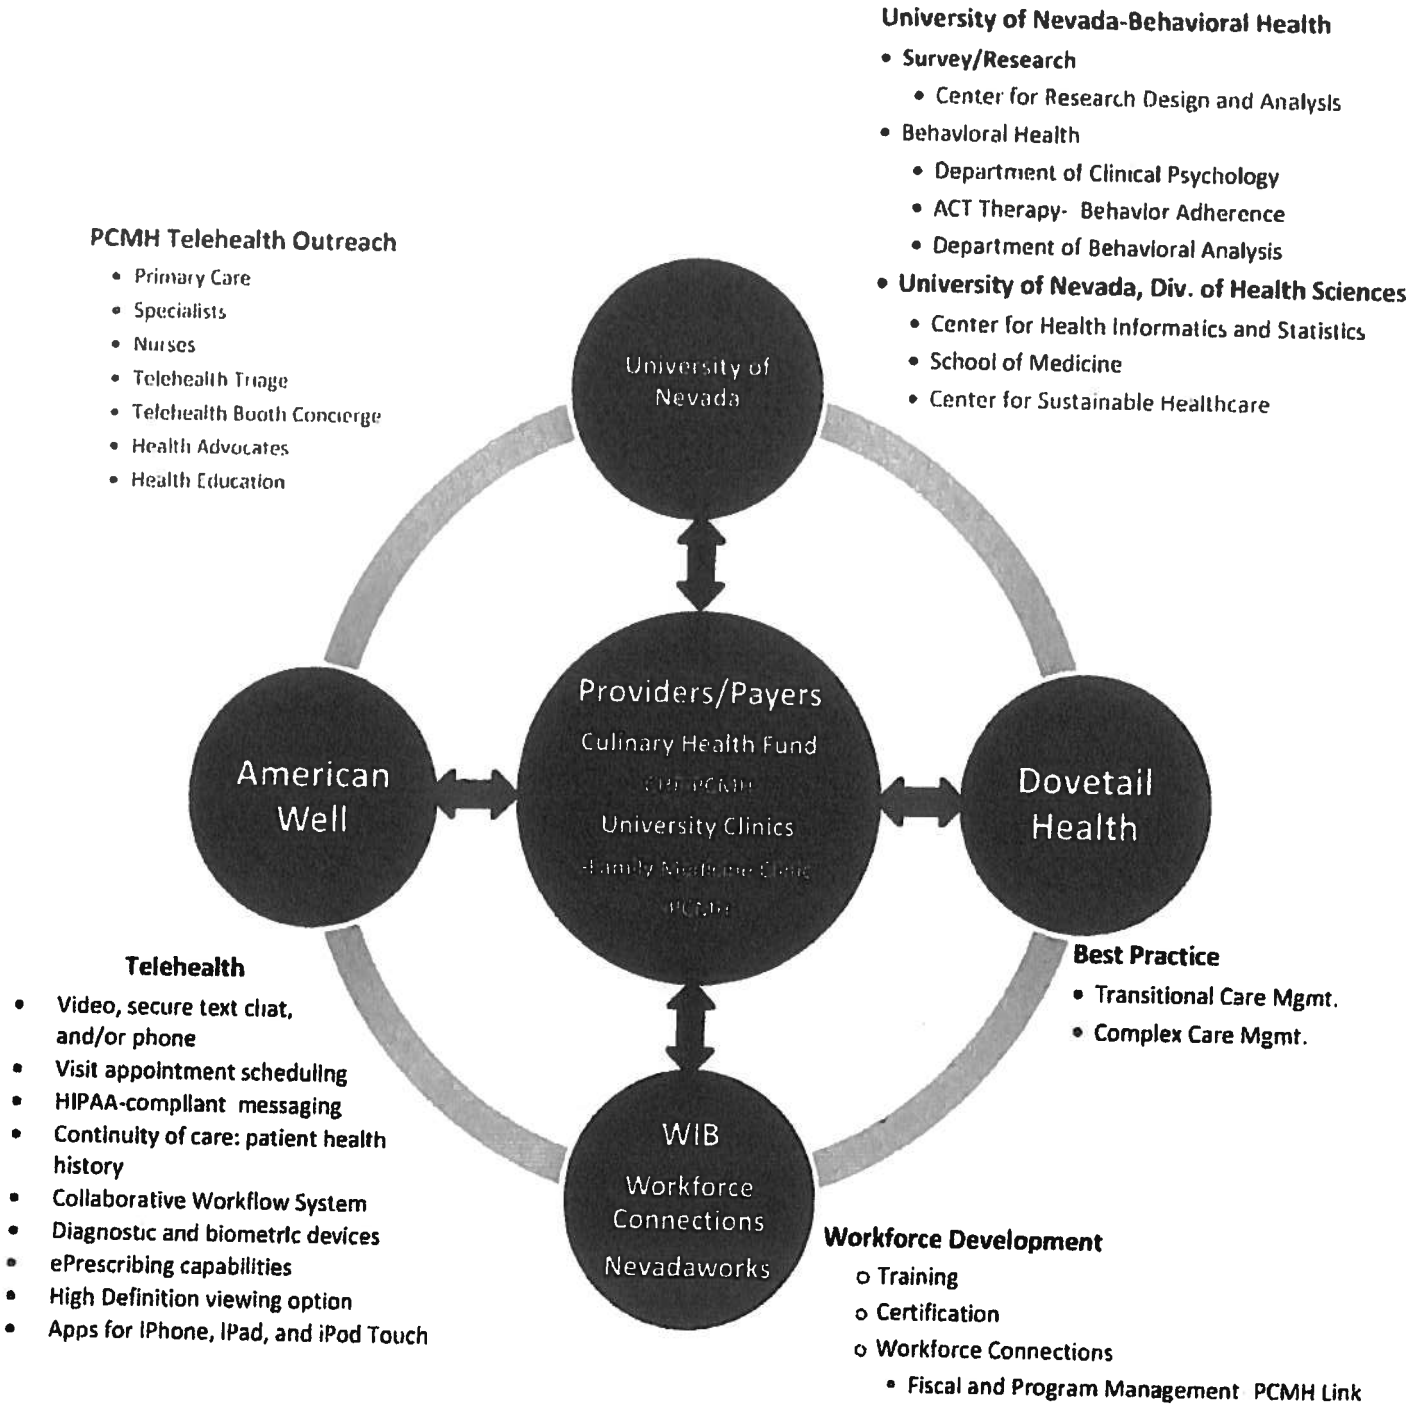 University of Nevada-Behavioral Health
• Survey/Research
• Center for Research Design and Analysis
• Behavioral Health
• Department of Clinical Psychology
• ACT Therapy- Behavior Adherence
• Department of Behavioral Analysis
• University of Nevada, Div. of Health Sciences
• Center for Health Informatics and Statistics
• School of Medicine
• Center for Sustainable Healthcare
PCMH Telehealth Outreach
• Primary Care
• Specialists
• Nurses
• Telehealth Triage
• Telehealth Booth Concierge
• Health Advocates
• Health Education
University of
Nevada
Providers/Payers
Culinary Health Fund
PCMH
University Clinics
-Family Medicine Clinic
PCMH
American
Well
Dovetail
Health
Telehealth
• Video, secure text chat,
and/or phone
• Visit appointment scheduling
• HIPAA-compliant messaging
• Continuity of care: patient health
history
• Collaborative Workflow System
• Diagnostic and biometric devices
• ePrescribing capabilities
• High Definition viewing option
• Apps for iPhone, iPad, and iPod Touch
Best Practice
• Transitional Care Mgmt.
• Complex Care Mgmt.
WIB
Workforce
Connections
Nevadaworks
Workforce Development
o Training
o Certification
o Workforce Connections
• Fiscal and Program Management PCMH Link